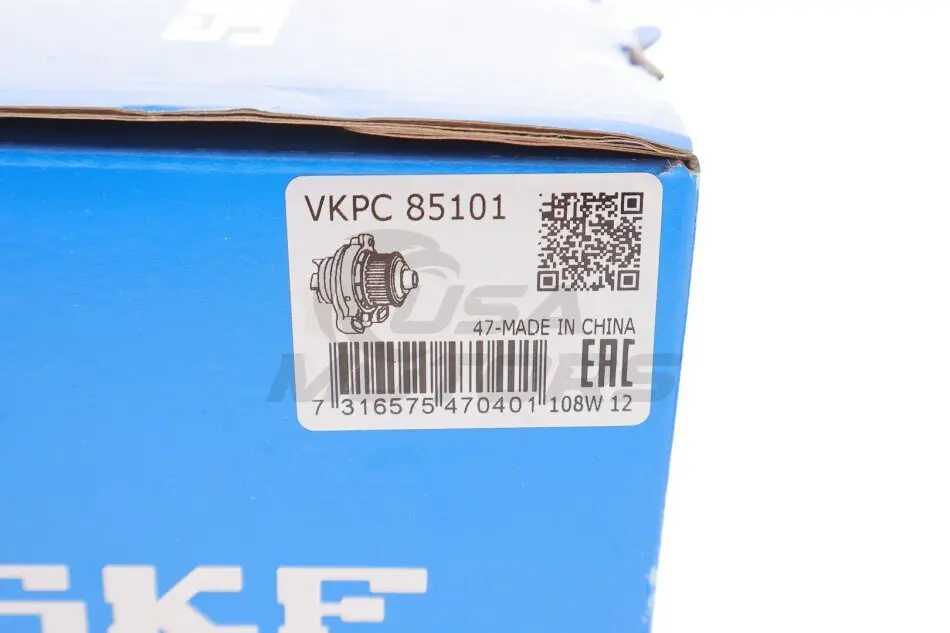 VKPC 85101
47-MADE IN CHINA
EAC
7 316575 470401
108W 12
USA
MOTORS
SKF